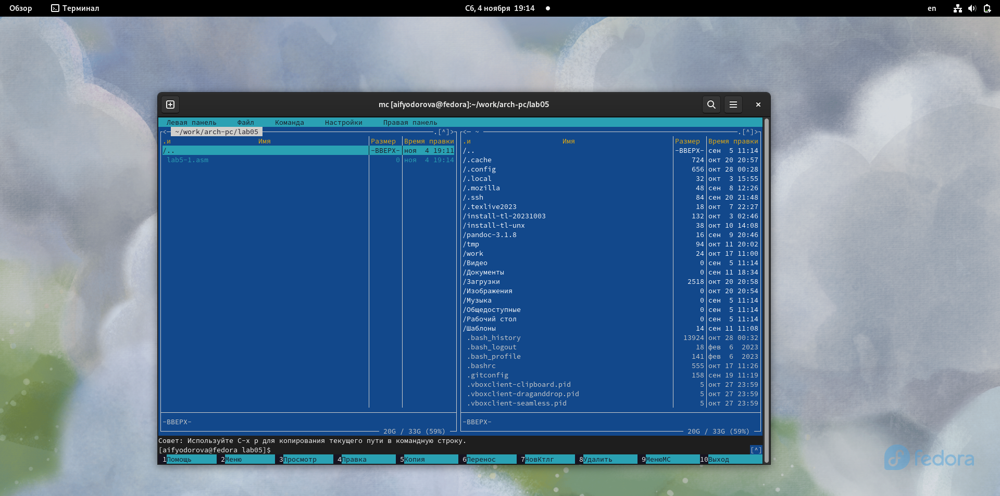 Обзор Терминал Сб, 4 ноября 19:14 en
mc [aifyodorova@fedora]:~/work/arch-pc/lab05
Левая панель Файл Команда Настройки Правая панель
<─ ~/work/arch-pc/lab05 ─.[^]>
.и Имя Размер Время правки
/.. -ВВЕРХ- ноя 4 19:11
lab5-1.asm 0 ноя 4 19:14
-ВВЕРХ-
20G / 33G (59%)
<─ ~ ─.[^]>
.и Имя Размер Время правки
/.. -ВВЕРХ- сен 5 11:14
/.cache 724 окт 20 20:57
/.config 656 окт 28 00:28
/.local 32 окт 3 15:55
/.mozilla 48 сен 8 12:26
/.ssh 84 сен 20 21:48
/.texlive2023 18 окт 7 22:27
/install-tl-20231003 132 окт 3 02:46
/install-tl-unx 38 окт 10 14:08
/pandoc-3.1.8 16 сен 9 20:46
/tmp 94 окт 11 20:02
/work 24 окт 17 11:00
/Видео 0 сен 5 11:14
/Документы 0 сен 11 18:34
/Загрузки 2518 окт 20 20:58
/Изображения 0 окт 20 20:54
/Музыка 0 сен 5 11:14
/Общедоступные 0 сен 5 11:14
/Рабочий стол 0 сен 5 11:14
/Шаблоны 14 сен 11 11:08
.bash_history 13924 окт 28 00:32
.bash_logout 18 фев 6 2023
.bash_profile 141 фев 6 2023
.bashrc 555 окт 17 11:26
.gitconfig 158 сен 19 11:19
.vboxclient-clipboard.pid 5 окт 27 23:59
.vboxclient-draganddrop.pid 5 окт 27 23:59
.vboxclient-seamless.pid 5 окт 27 23:59
-ВВЕРХ-
20G / 33G (59%)
Совет: Используйте C-x p для копирования текущего пути в командную строку.
[aifyodorova@fedora lab05]$ [^]
1Помощь 2Меню 3Просмотр 4Правка 5Копия 6Перенос 7НовКтлг 8Удалить 9МенюMC 10Выход
fedora